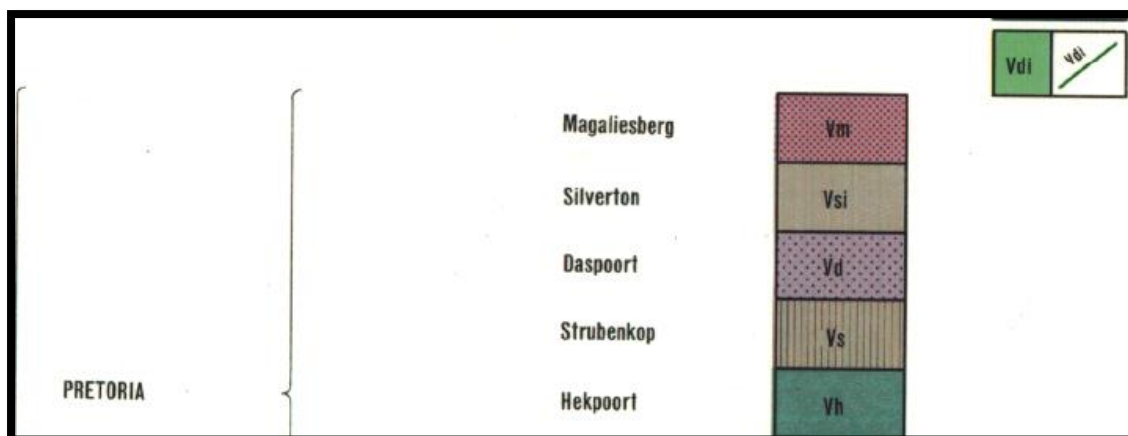 Vdi Vdi
Magaliesberg Vm
Silverton Vsi
Daspoort Vd
Strubenkop Vs
PRETORIA
Hekpoort Vh